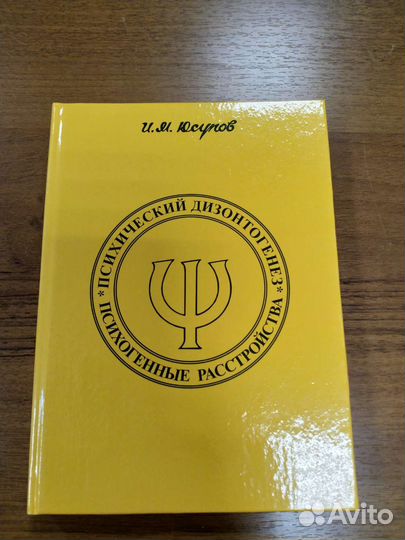 И.М. Юсупов
*ПСИХИЧЕСКИЙ ДИЗОНТОГЕНЕЗ*
ПСИХОГЕННЫЕ РАССТРОЙСТВА
Ψ
Avito